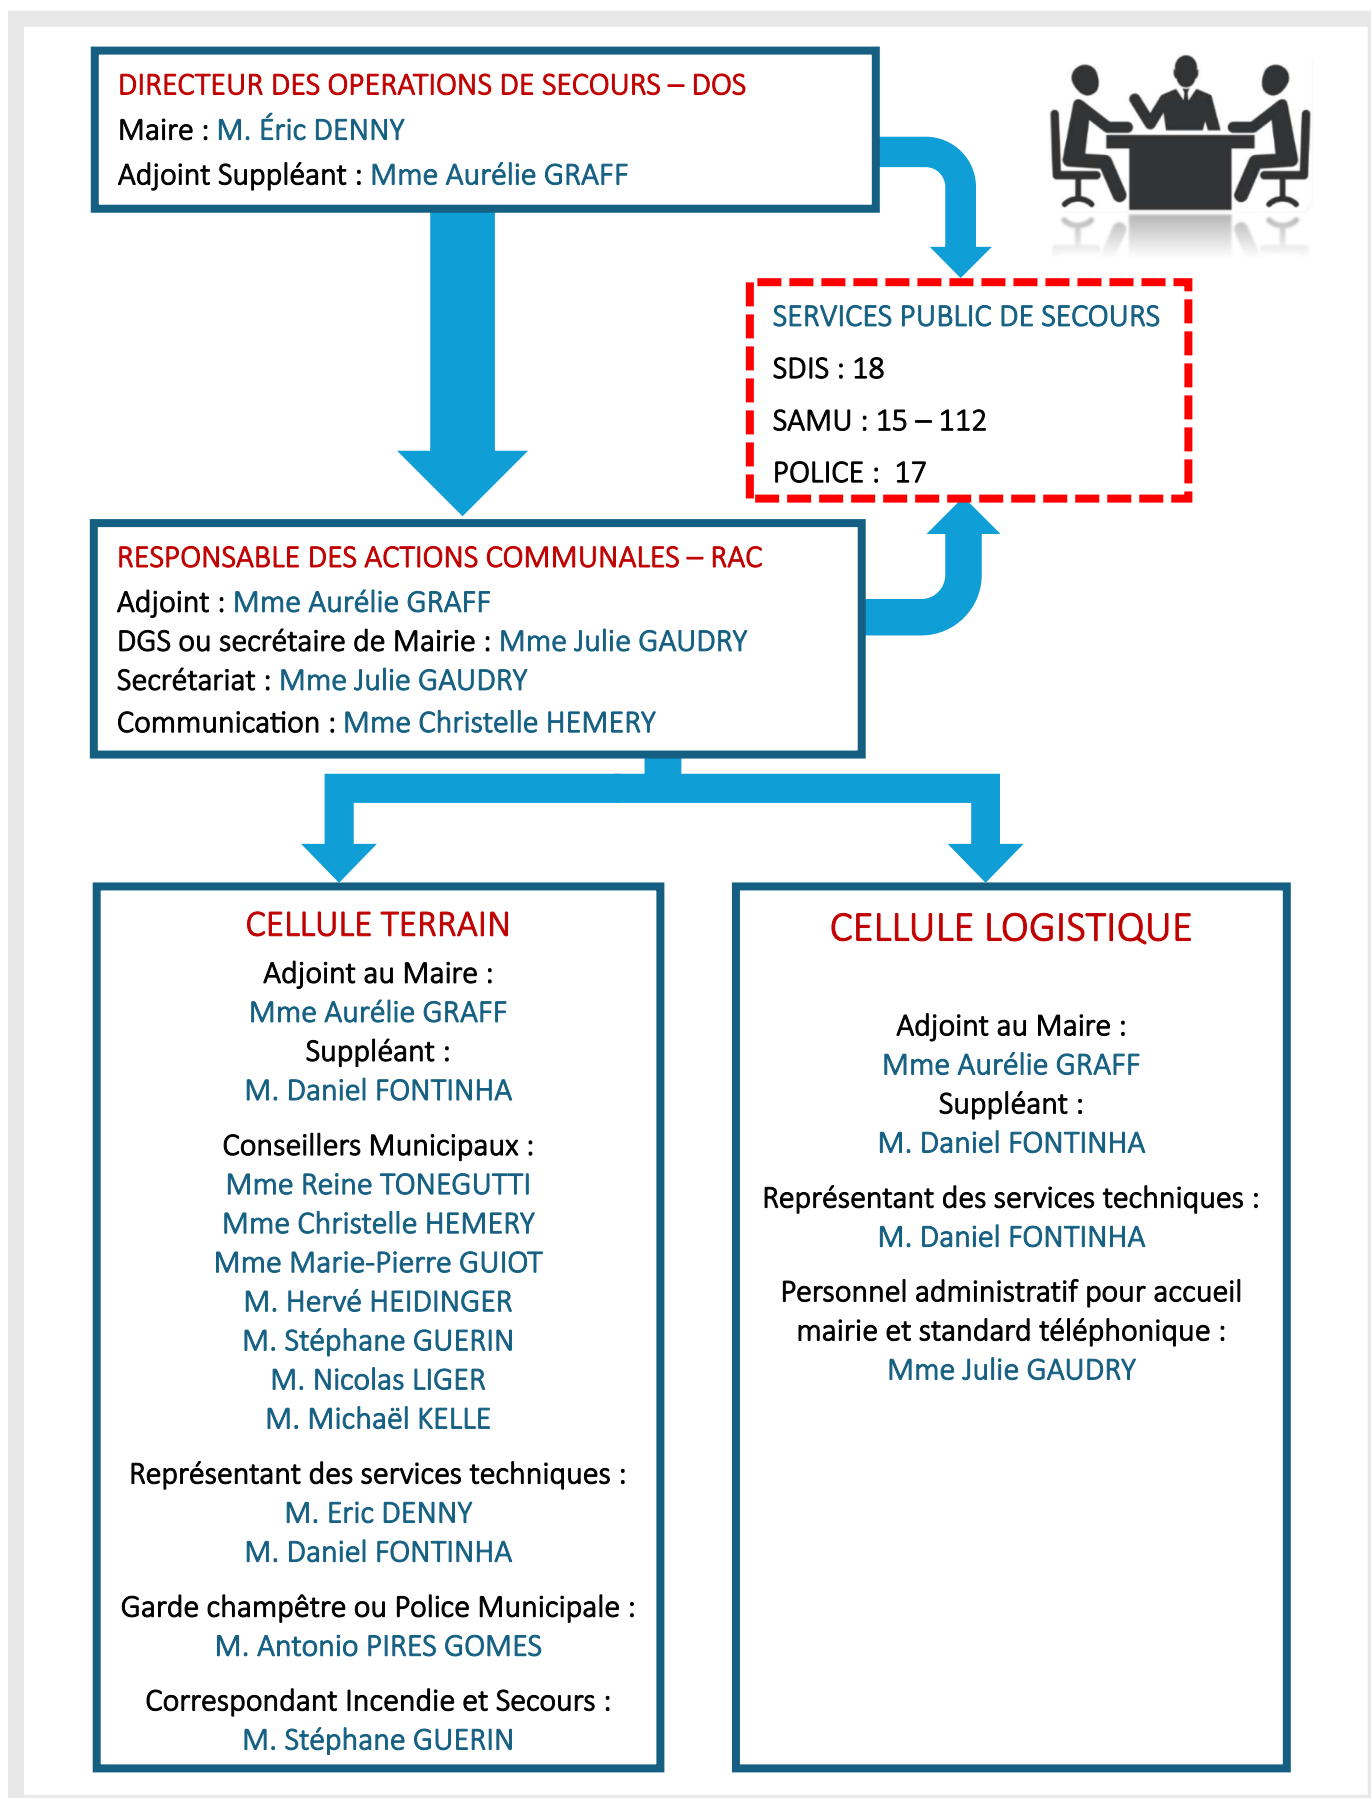 DIRECTEUR DES OPERATIONS DE SECOURS – DOS
Maire : M. Éric DENNY
Adjoint Suppléant : Mme Aurélie GRAFF
SERVICES PUBLIC DE SECOURS
SDIS : 18
SAMU : 15 – 112
POLICE :  17
RESPONSABLE DES ACTIONS COMMUNALES – RAC
Adjoint : Mme Aurélie GRAFF
DGS ou secrétaire de Mairie : Mme Julie GAUDRY
Secrétariat : Mme Julie GAUDRY
Communication : Mme Christelle HEMERY
CELLULE TERRAIN
Adjoint au Maire :
Mme Aurélie GRAFF
Suppléant :
M. Daniel FONTINHA
Conseillers Municipaux :
Mme Reine TONEGUTTI
Mme Christelle HEMERY
Mme Marie-Pierre GUIOT
M. Hervé HEIDINGER
M. Stéphane GUERIN
M. Nicolas LIGER
M. Michaël KELLE
Représentant des services techniques :
M. Eric DENNY
M. Daniel FONTINHA
Garde champêtre ou Police Municipale :
M. Antonio PIRES GOMES
Correspondant Incendie et Secours :
M. Stéphane GUERIN
CELLULE LOGISTIQUE
Adjoint au Maire :
Mme Aurélie GRAFF
Suppléant :
M. Daniel FONTINHA
Représentant des services techniques :
M. Daniel FONTINHA
Personnel administratif pour accueil
mairie et standard téléphonique :
Mme Julie GAUDRY